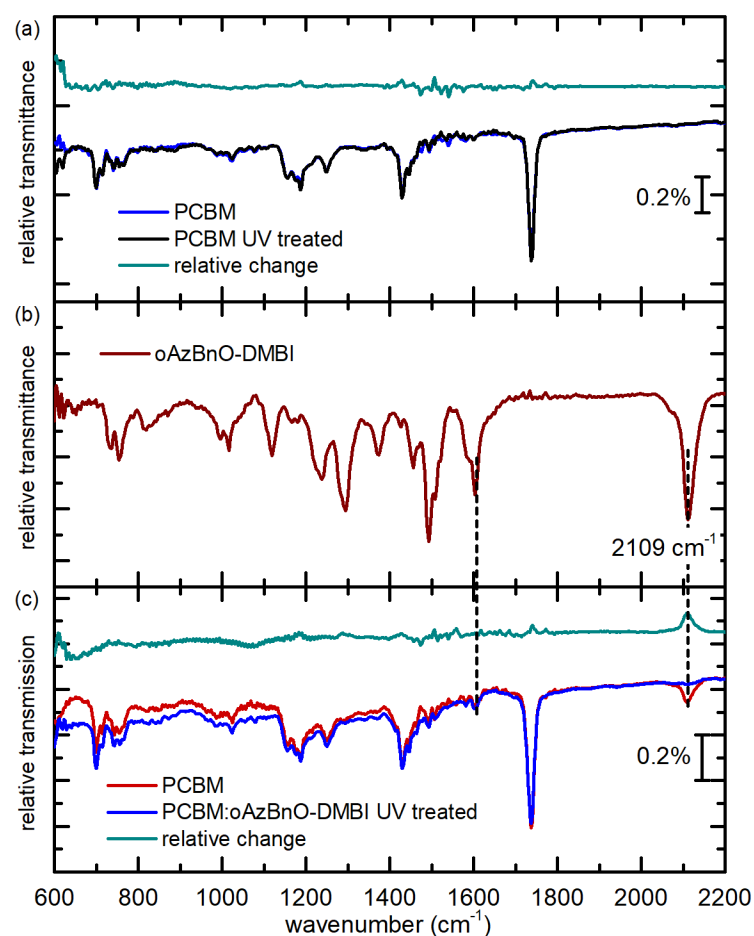 (a)
relative transmittance
0.2%
PCBM
PCBM UV treated
relative change
(b)
relative transmittance
oAzBnO-DMBI
2109 cm⁻¹
(c)
relative transmission
0.2%
PCBM
PCBM:oAzBnO-DMBI UV treated
relative change
600 800 1000 1200 1400 1600 1800 2000 2200
wavenumber (cm⁻¹)